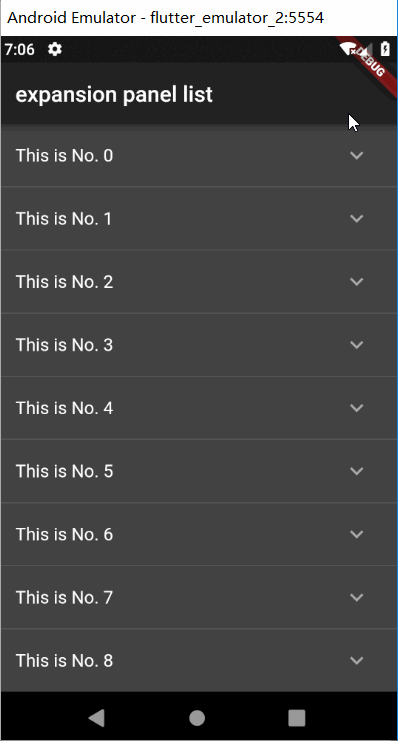 Android Emulator - flutter_emulator_2:5554
7:06
DEBUG
expansion panel list
This is No. 0
This is No. 1
This is No. 2
This is No. 3
This is No. 4
This is No. 5
This is No. 6
This is No. 7
This is No. 8